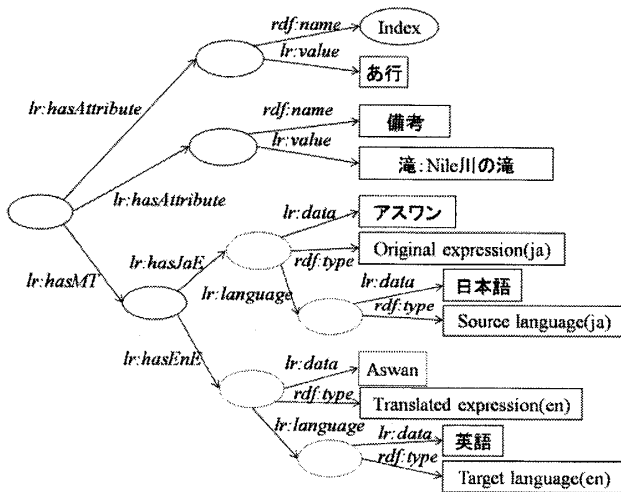 rdf:name
Index
lr:value
あ行
lr:hasAttribute
rdf:name
備考
lr:value
滝:Nile川の滝
lr:hasAttribute
lr:data
アスワン
lr:hasMT
lr:hasJaE
rdf:type
Original expression(ja)
lr:language
lr:data
日本語
rdf:type
Source language(ja)
lr:hasEnE
lr:data
Aswan
rdf:type
Translated expression(en)
lr:language
lr:data
英語
rdf:type
Target language(en)